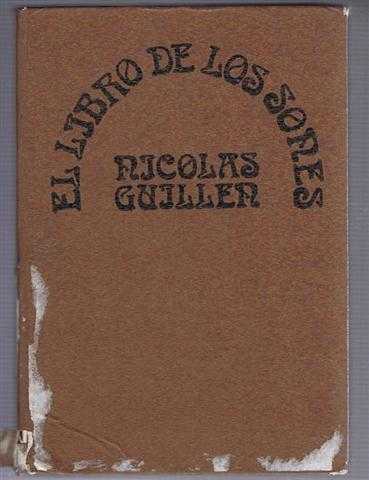 EL LIBRO DE LOS SONES
NICOLAS
GUILLEN